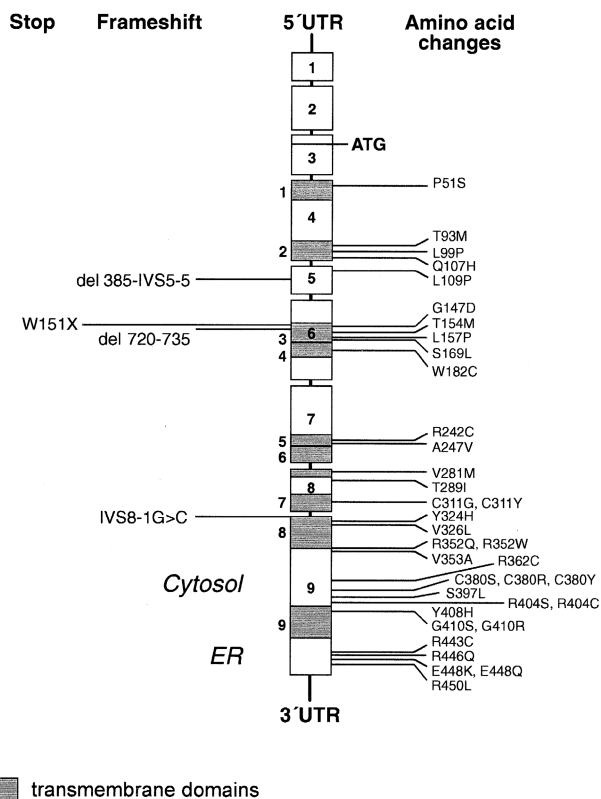 Stop Frameshift 5´UTR Amino acid
changes
1
2
ATG
3
1 P51S
4
T93M
2 L99P
Q107H
del 385-IVS5-5 5 L109P
G147D
W151X T154M
del 720-735 6 L157P
3 S169L
4 W182C
7
R242C
5 A247V
6
V281M
8 T289I
7 C311G, C311Y
IVS8-1G>C Y324H
8 V326L
R352Q, R352W
V353A
R362C
Cytosol 9 C380S, C380R, C380Y
S397L
R404S, R404C
Y408H
9 G410S, G410R
R443C
ER R446Q
E448K, E448Q
R450L
3´UTR
transmembrane domains